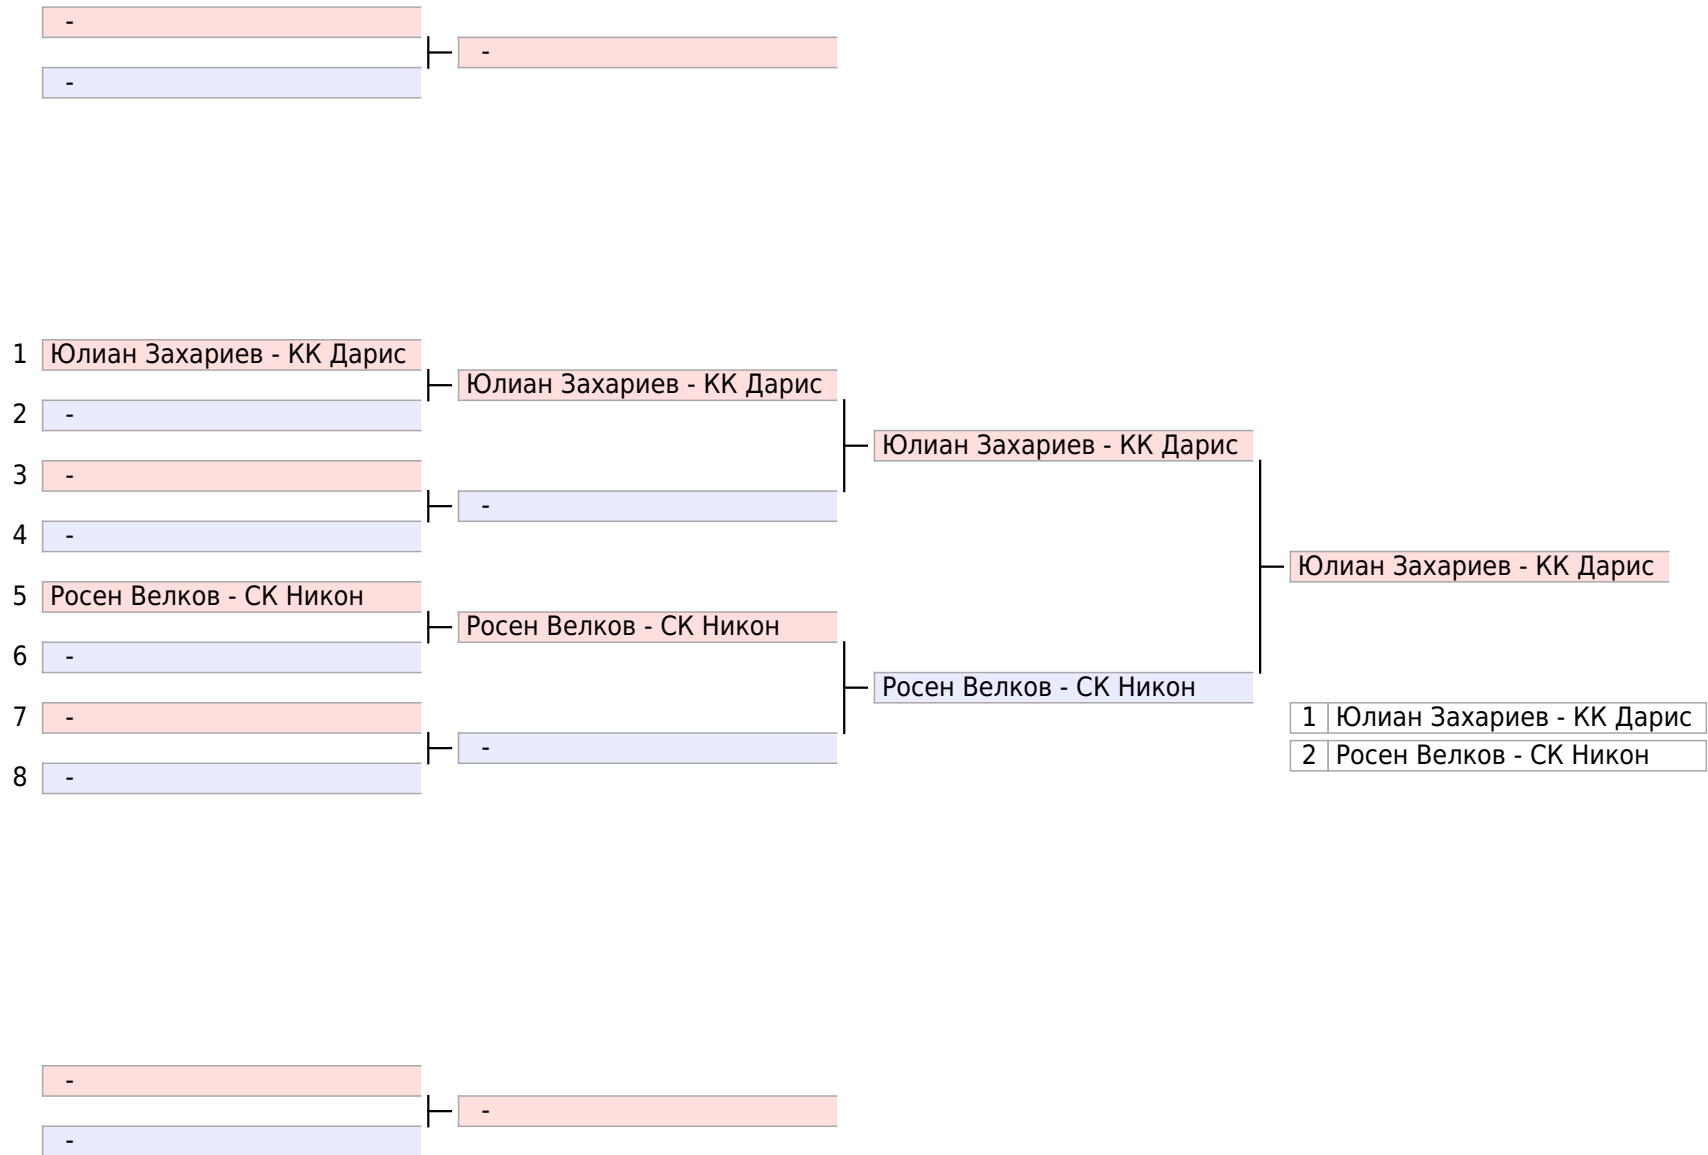 -
-
-
1 Юлиан Захариев - КК Дарис
Юлиан Захариев - КК Дарис
2 -
Юлиан Захариев - КК Дарис
3 -
-
4 -
Юлиан Захариев - КК Дарис
5 Росен Велков - СК Никон
Росен Велков - СК Никон
6 -
Росен Велков - СК Никон
7 -
1 Юлиан Захариев - КК Дарис
-
2 Росен Велков - СК Никон
8 -
-
-
-